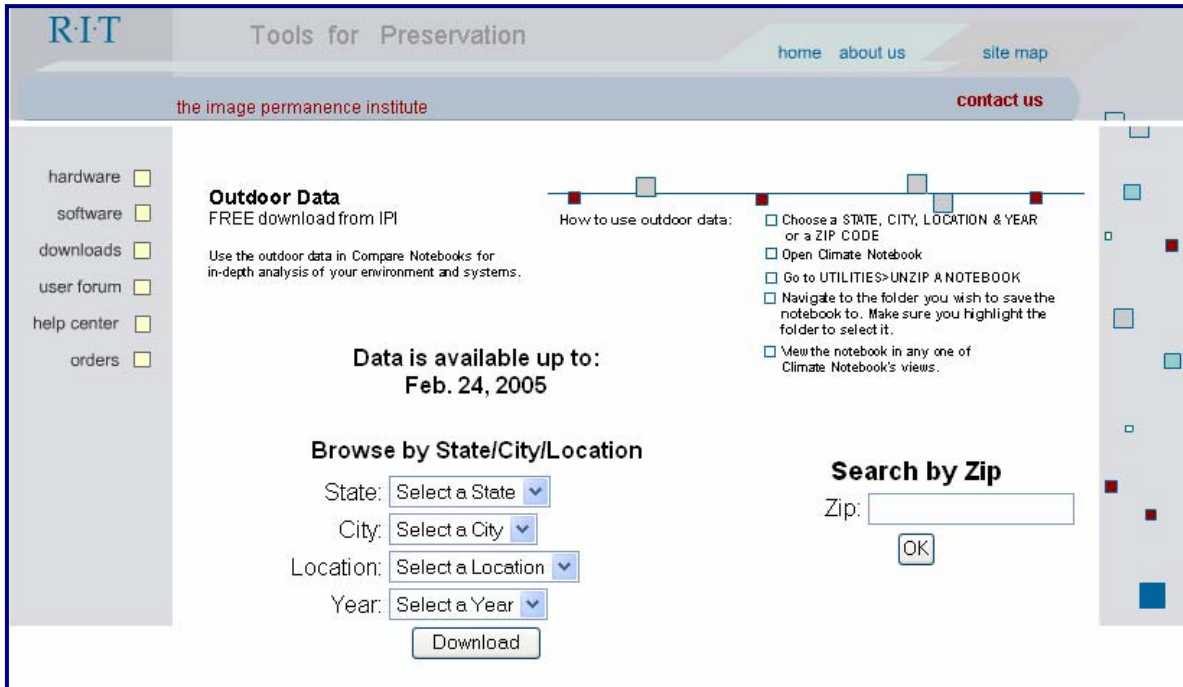 R·I·T
Tools for Preservation
home about us site map
the image permanence institute
contact us
hardware
software
downloads
user forum
help center
orders
Outdoor Data
FREE download from IPI
Use the outdoor data in Compare Notebooks for
in-depth analysis of your environment and systems.
How to use outdoor data:
Choose a STATE, CITY, LOCATION & YEAR
or a ZIP CODE
Open Climate Notebook
Go to UTILITIES>UNZIP A NOTEBOOK
Navigate to the folder you wish to save the
notebook to. Make sure you highlight the
folder to select it.
View the notebook in any one of
Climate Notebook's views.
Data is available up to:
Feb. 24, 2005
Browse by State/City/Location
State: Select a State
City: Select a City
Location: Select a Location
Year: Select a Year
Download
Search by Zip
Zip:
OK